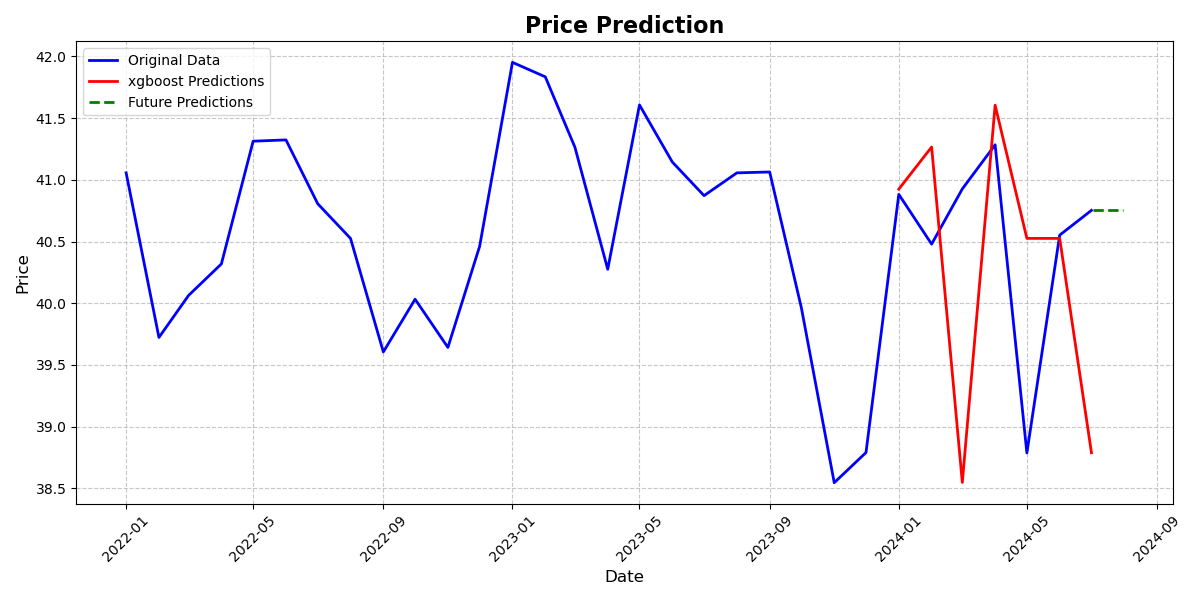 Price Prediction
Original Data
xgboost Predictions
Future Predictions
Price
42.0
41.5
41.0
40.5
40.0
39.5
39.0
38.5
2022-01
2022-05
2022-09
2023-01
2023-05
2023-09
2024-01
2024-05
2024-09
Date